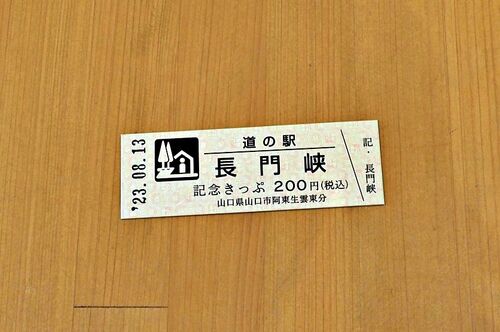 '23.08.13
道の駅
長門峡
記念きっぷ 200円(税込)
山口県山口市阿東生雲東分
記・長門峡